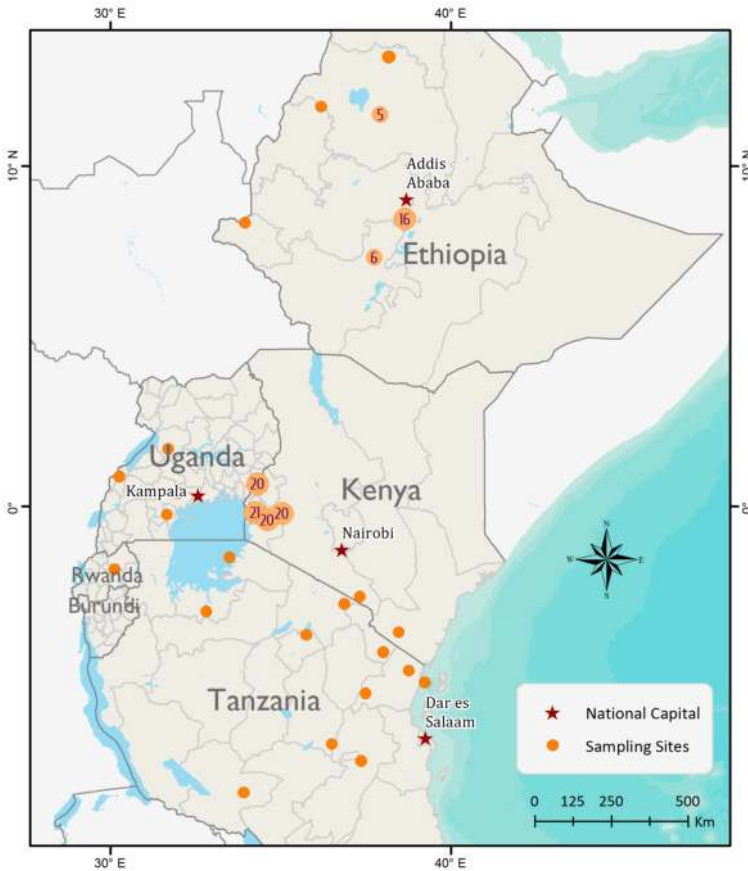 30° E
40° E
5
10° N
10° N
Addis
Ababa
16
6
Ethiopia
Uganda
20
Kampala
Kenya
0°
21
20
20
0°
Nairobi
N
W
E
S
Rwanda
Burundi
Tanzania
Dar es
Salaam
National Capital
Sampling Sites
0
125
250
500
Km
30° E
40° E